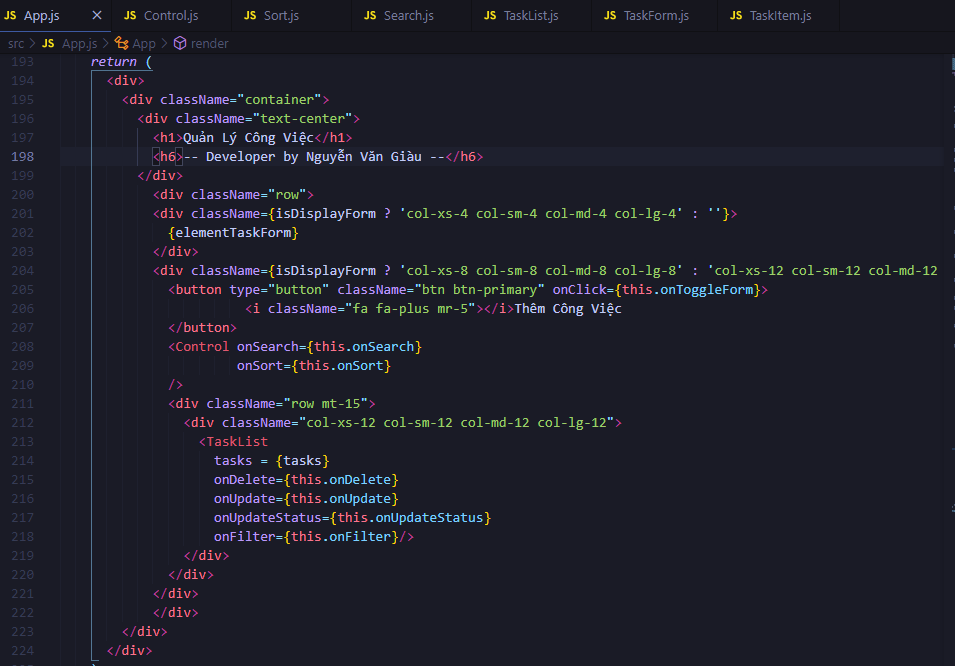 JS App.js × JS Control.js JS Sort.js JS Search.js JS TaskList.js JS TaskForm.js JS TaskItem.js
src > JS App.js > App > render
193 return (
194 <div>
195 <div className="container">
196 <div className="text-center">
197 <h1>Quản Lý Công Việc</h1>
198 <h6>-- Developer by Nguyễn Văn Giàu --</h6>
199 </div>
200 <div className="row">
201 <div className={isDisplayForm ? 'col-xs-4 col-sm-4 col-md-4 col-lg-4' : ''}>
202 {elementTaskForm}
203 </div>
204 <div className={isDisplayForm ? 'col-xs-8 col-sm-8 col-md-8 col-lg-8' : 'col-xs-12 col-sm-12 col-md-12
205 <button type="button" className="btn btn-primary" onClick={this.onToggleForm}>
206 <i className="fa fa-plus mr-5"></i>Thêm Công Việc
207 </button>
208 <Control onSearch={this.onSearch}
209 onSort={this.onSort}
210 />
211 <div className="row mt-15">
212 <div className="col-xs-12 col-sm-12 col-md-12 col-lg-12">
213 <TaskList
214 tasks = {tasks}
215 onDelete={this.onDelete}
216 onUpdate={this.onUpdate}
217 onUpdateStatus={this.onUpdateStatus}
218 onFilter={this.onFilter}/>
219 </div>
220 </div>
221 </div>
222 </div>
223 </div>
224 </div>